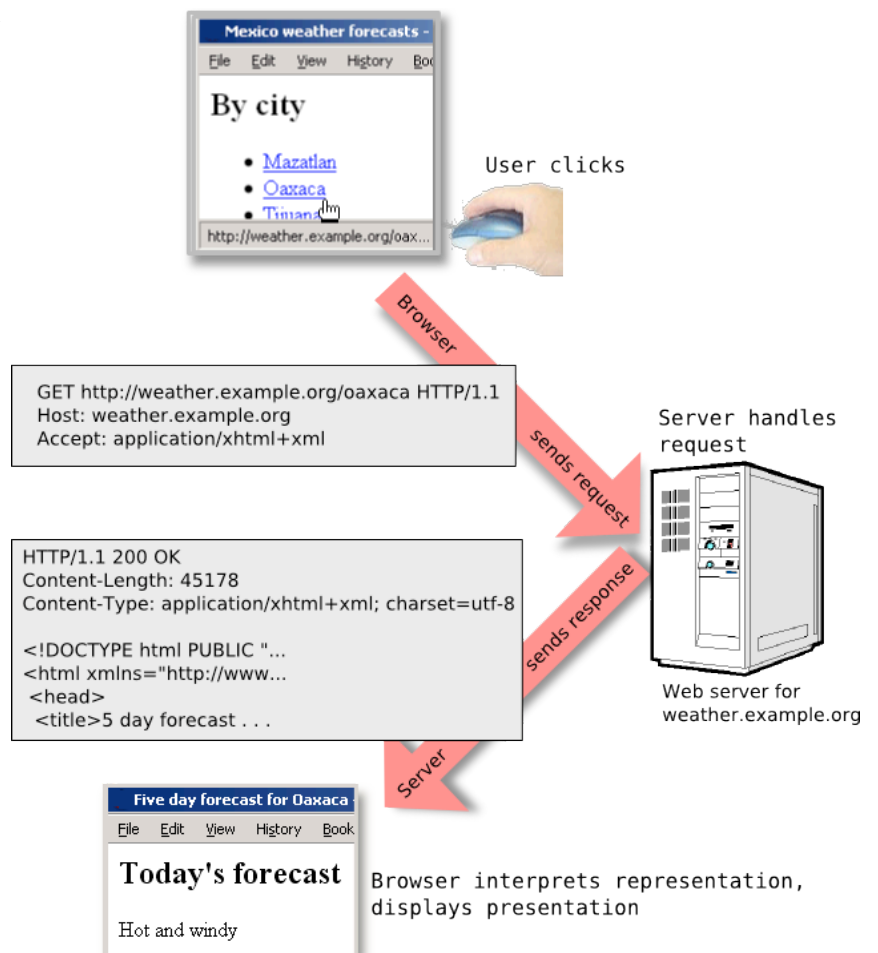 Mexico weather forecasts -
File Edit View History Boo
By city
• Mazatlan
• Oaxaca
• Tijuana
http://weather.example.org/oax...
User clicks
Browser
sends request
GET http://weather.example.org/oaxaca HTTP/1.1
Host: weather.example.org
Accept: application/xhtml+xml
Server handles
request
HTTP/1.1 200 OK
Content-Length: 45178
Content-Type: application/xhtml+xml; charset=utf-8
<!DOCTYPE html PUBLIC "...
<html xmlns="http://www...
<head>
<title>5 day forecast . . .
Server
sends response
Web server for
weather.example.org
Five day forecast for Oaxaca -
File Edit View History Book
Today's forecast
Hot and windy
Browser interprets representation,
displays presentation